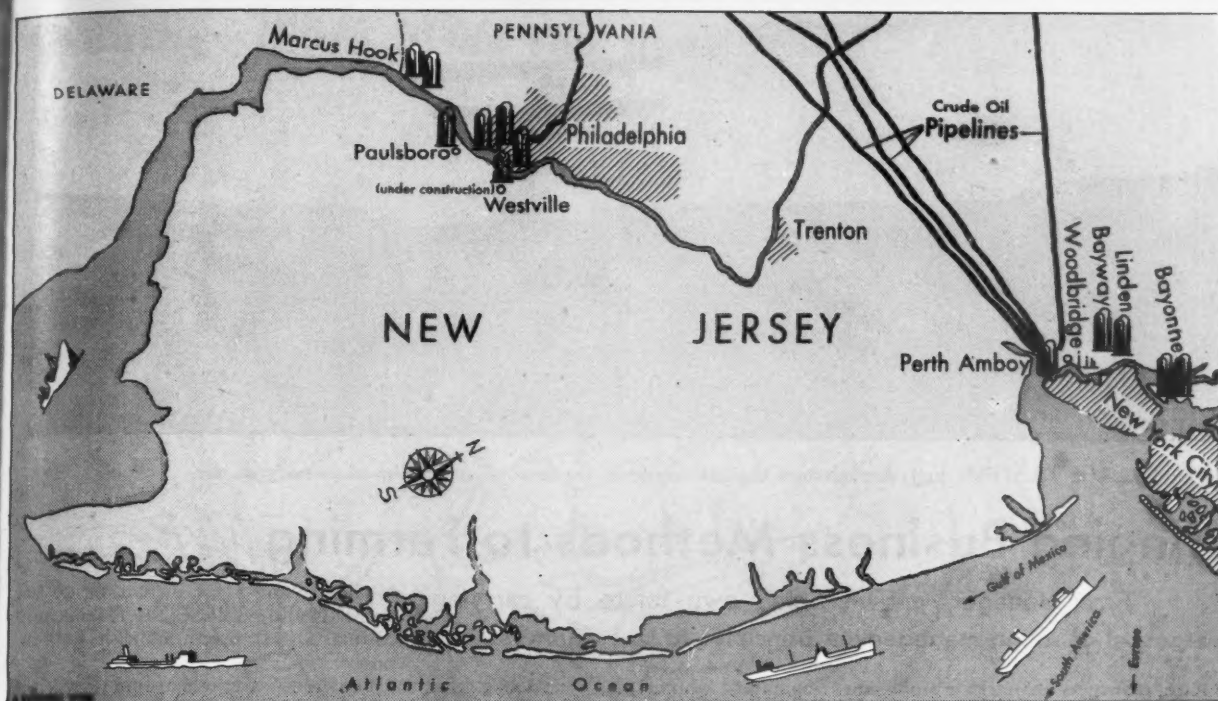 PENNSYLVANIA
Marcus Hook
DELAWARE
Crude Oil
Pipelines
Philadelphia
Paulsboro
(under construction)
Westville
Trenton
Woodbridge
Bayway
Linden
Bayonne
NEW JERSEY
Perth Amboy
New York City
N
S
Gulf of Mexico
South America
Europe
Atlantic Ocean